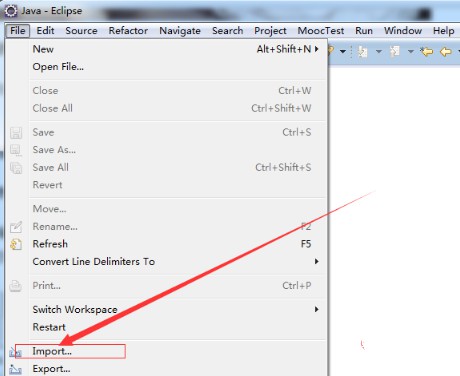 Java - Eclipse
File Edit Source Refactor Navigate Search Project MoocTest Run Window Help
New Alt+Shift+N
Open File...
Close Ctrl+W
Close All Ctrl+Shift+W
Save Ctrl+S
Save As...
Save All Ctrl+Shift+S
Revert
Move...
Rename... F2
Refresh F5
Convert Line Delimiters To
Print... Ctrl+P
Switch Workspace
Restart
Import...
Export...